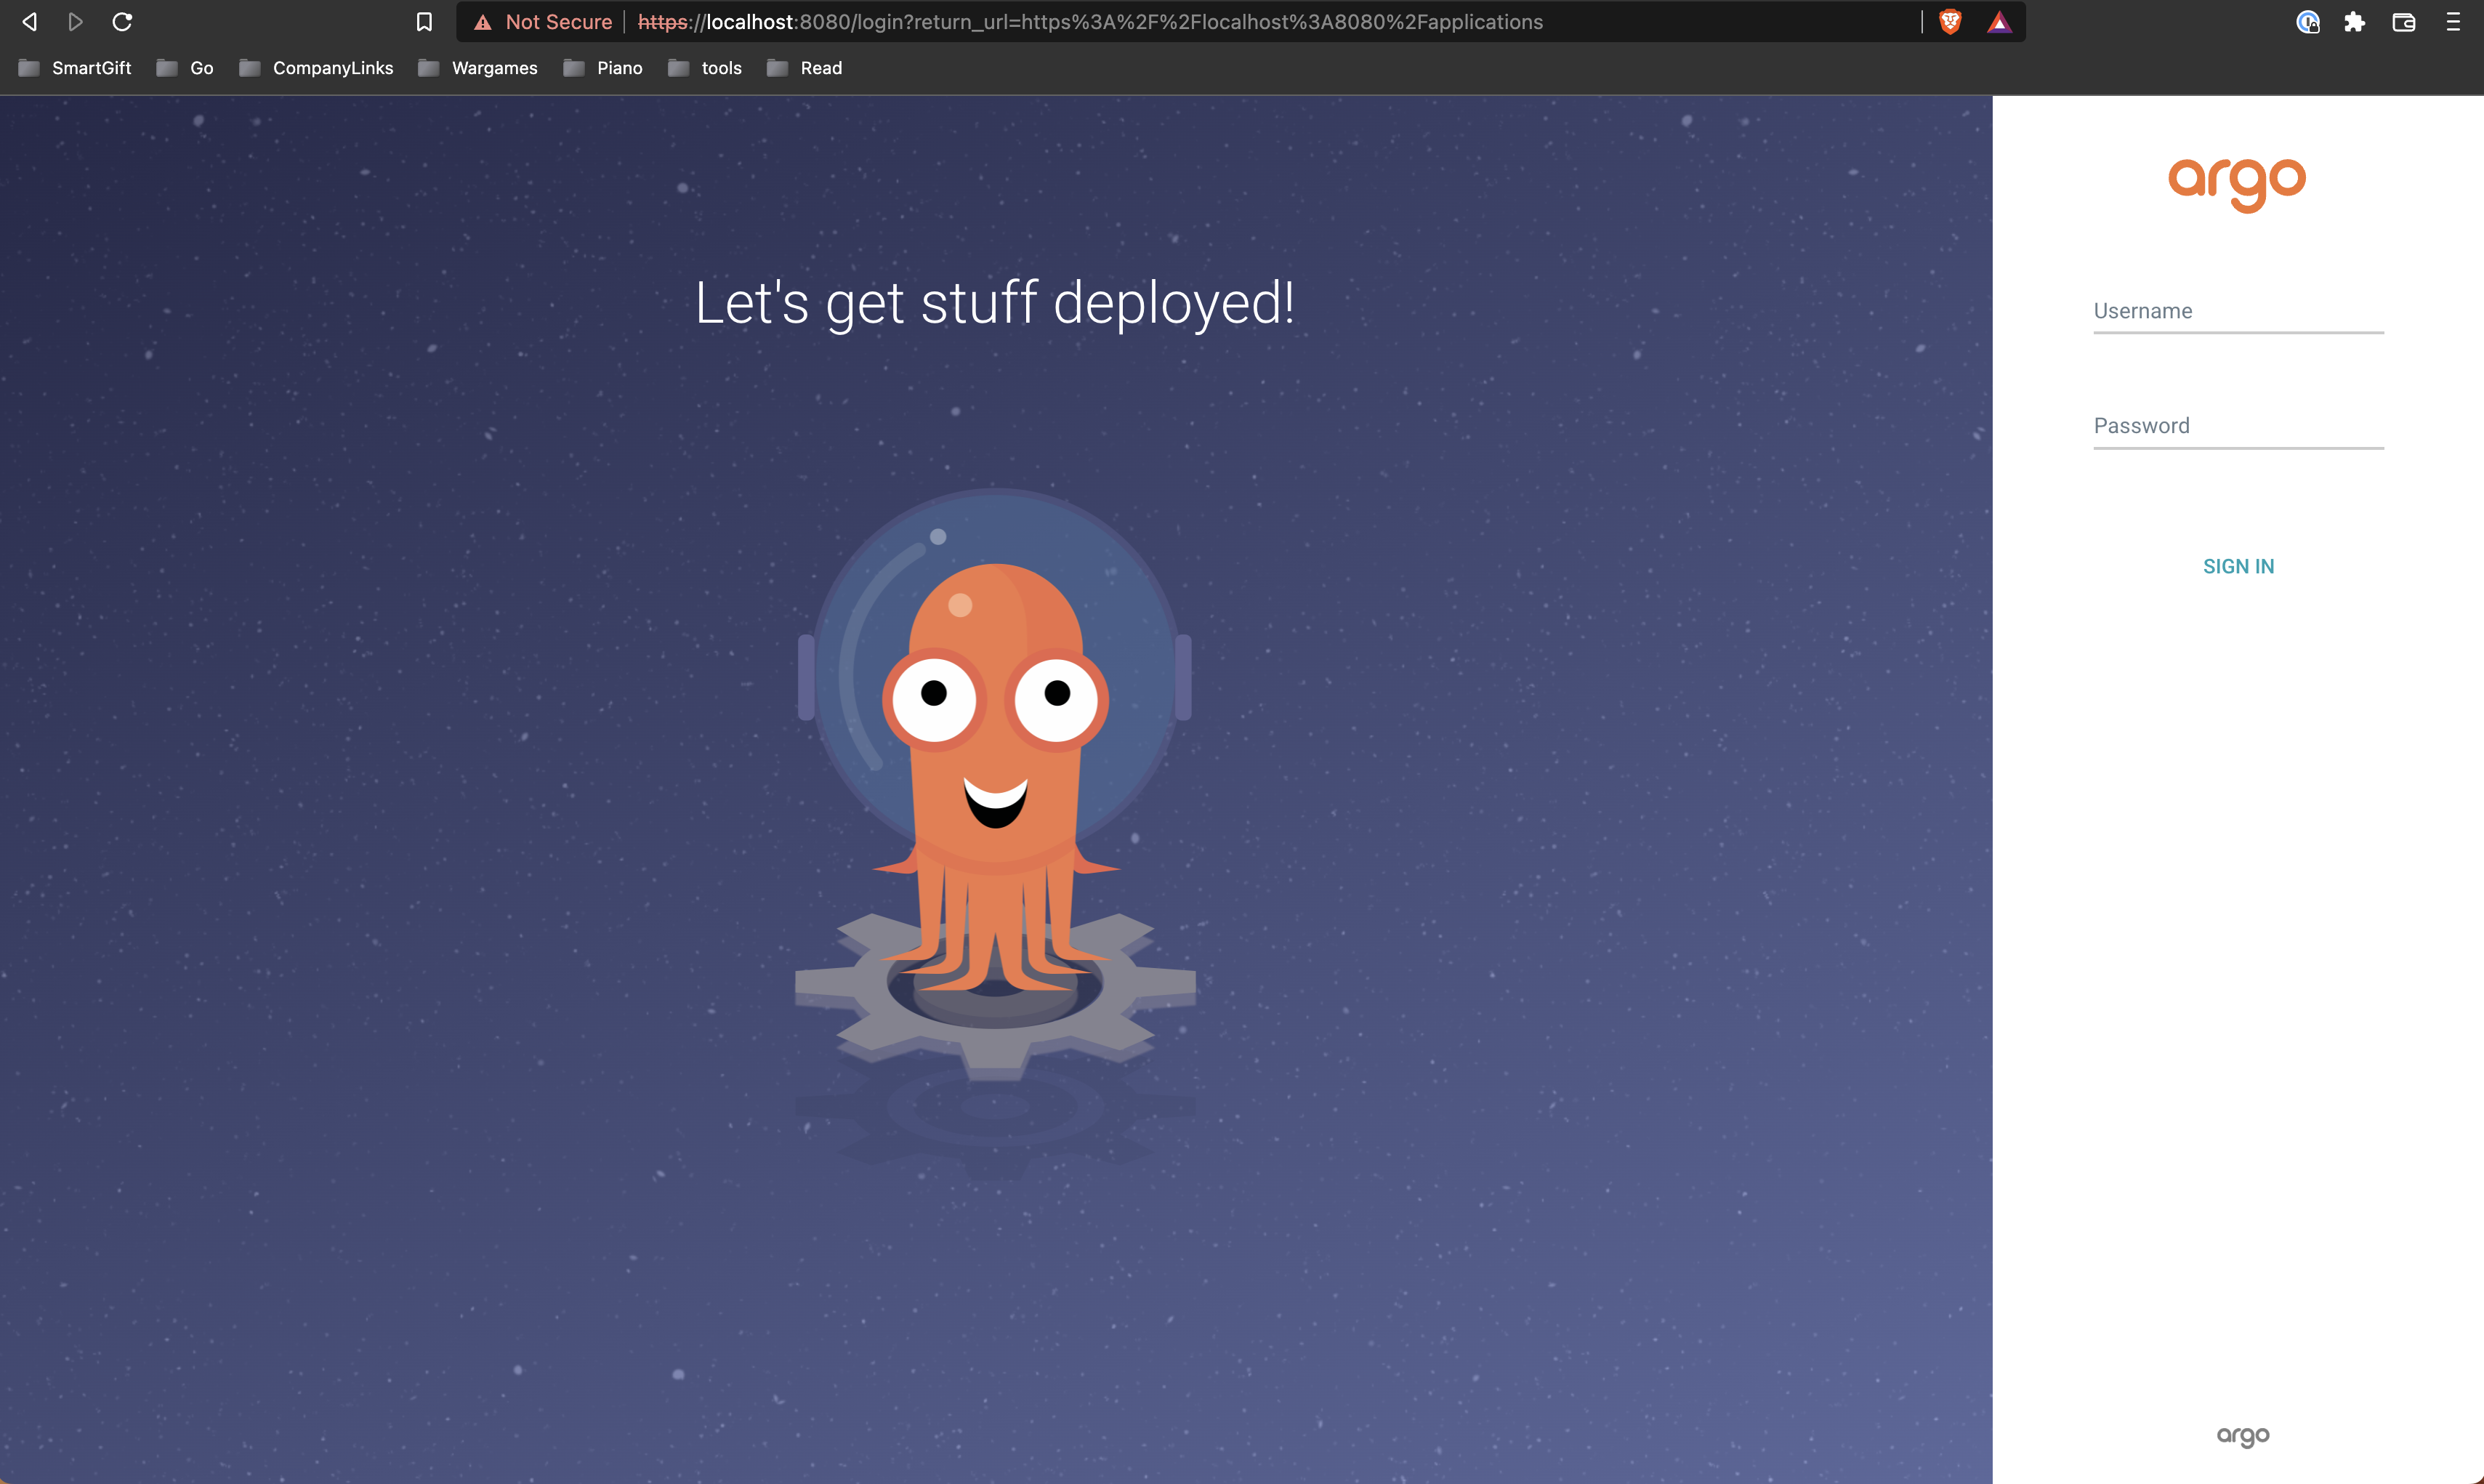 Not Secure https://localhost:8080/login?return_url=https%3A%2F%2Flocalhost%3A8080%2Fapplications
SmartGift Go CompanyLinks Wargames Piano tools Read
Let's get stuff deployed!
argo
Username
Password
SIGN IN
argo